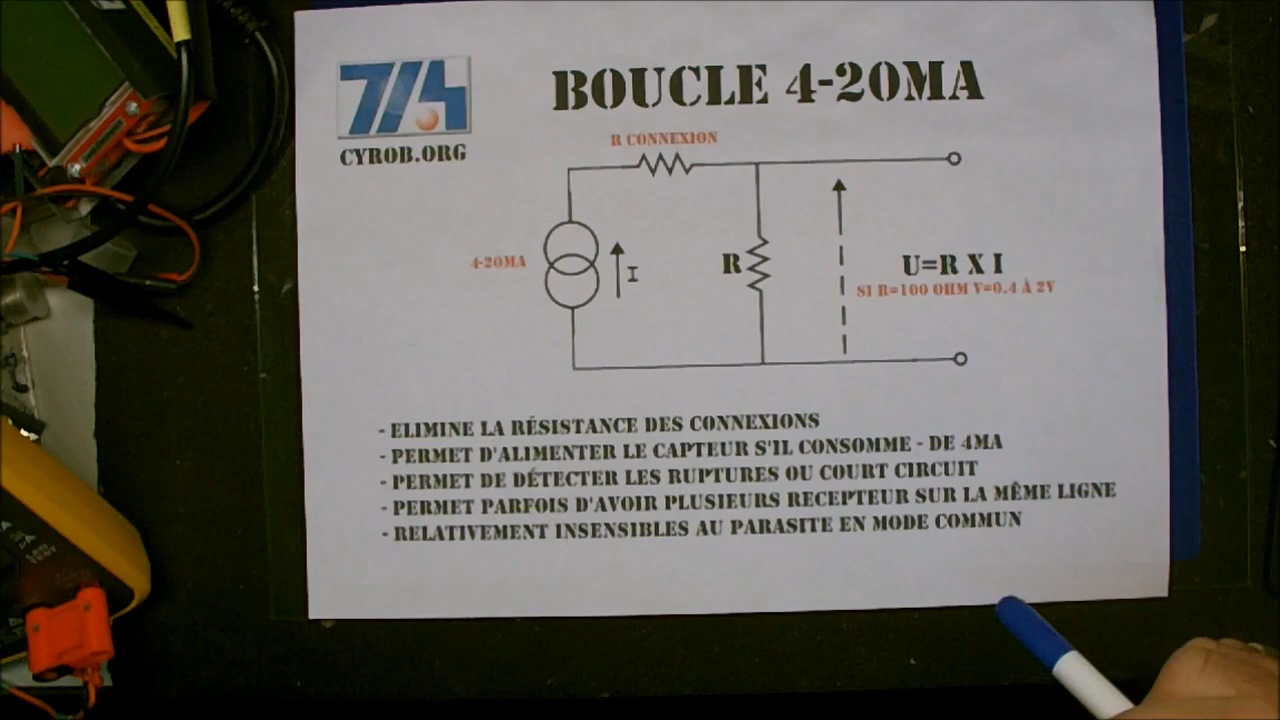 BOUCLE 4-20MA
CYROB.ORG
R CONNEXION
4-20MA
I
R
U=R X I
SI R=100 OHM V=0.4 À 2V
- ELIMINE LA RÉSISTANCE DES CONNEXIONS
- PERMET D'ALIMENTER LE CAPTEUR S'IL CONSOMME - DE 4MA
- PERMET DE DÉTECTER LES RUPTURES OU COURT CIRCUIT
- PERMET PARFOIS D'AVOIR PLUSIEURS RECEPTEUR SUR LA MÊME LIGNE
- RELATIVEMENT INSENSIBLES AU PARASITE EN MODE COMMUN